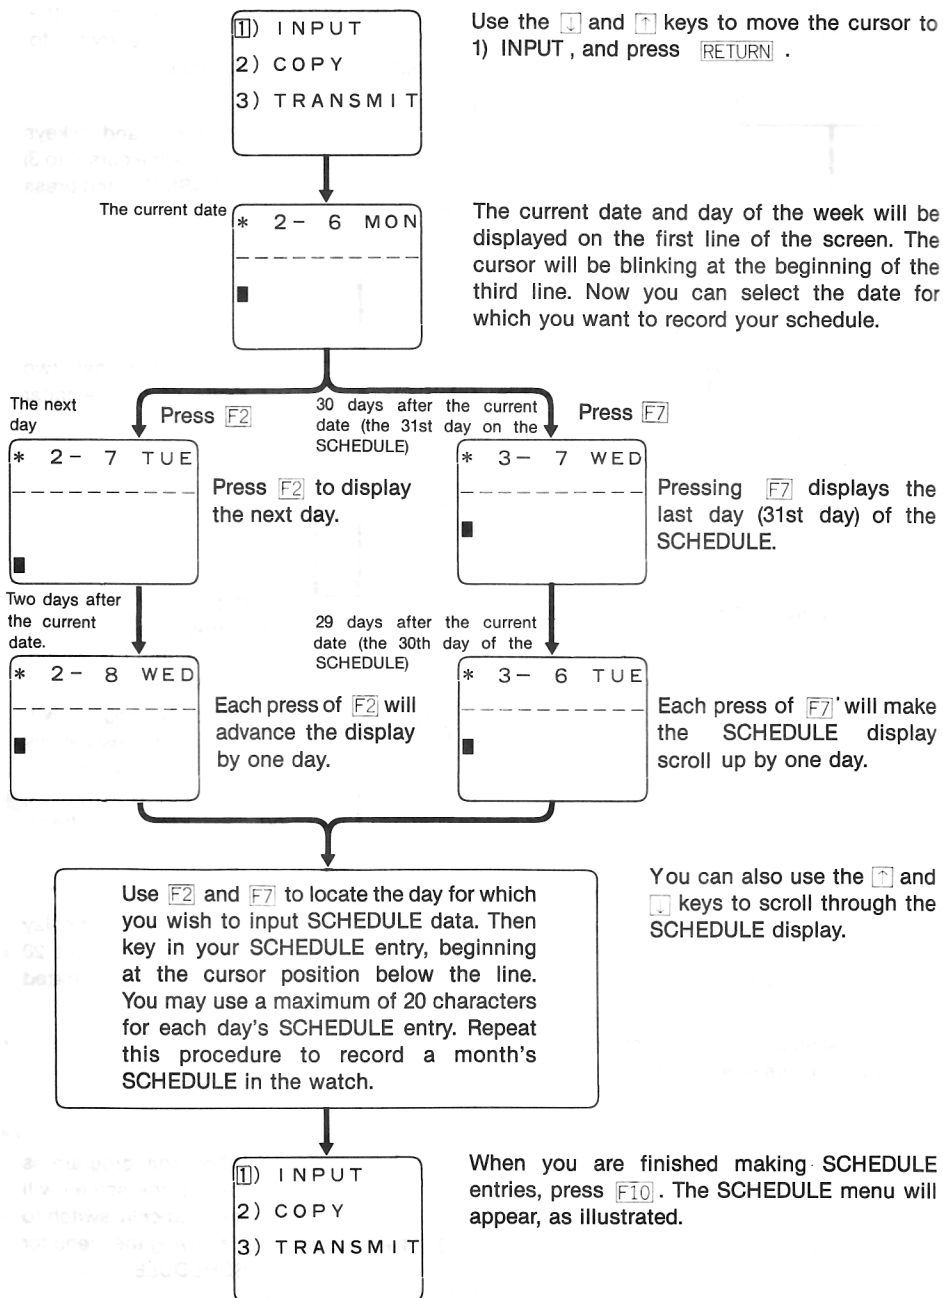 1) INPUT
2) COPY
3) TRANSMIT
Use the ↓ and ↑ keys to move the cursor to
1) INPUT , and press RETURN .
The current date
* 2 - 6 MON
The current date and day of the week will be
displayed on the first line of the screen. The
cursor will be blinking at the beginning of the
third line. Now you can select the date for
which you want to record your schedule.
The next
day
Press F2
30 days after the current
date (the 31st day on the
SCHEDULE)
Press F7
* 2 - 7 TUE
Press F2 to display
the next day.
* 3 - 7 WED
Pressing F7 displays the
last day (31st day) of the
SCHEDULE.
Two days after
the current
date.
29 days after the current
date (the 30th day of the
SCHEDULE)
* 2 - 8 WED
Each press of F2 will
advance the display
by one day.
* 3 - 6 TUE
Each press of F7 will make
the SCHEDULE display
scroll up by one day.
Use F2 and F7 to locate the day for which
you wish to input SCHEDULE data. Then
key in your SCHEDULE entry, beginning
at the cursor position below the line.
You may use a maximum of 20 characters
for each day's SCHEDULE entry. Repeat
this procedure to record a month's
SCHEDULE in the watch.
You can also use the ↑ and
↓ keys to scroll through the
SCHEDULE display.
1) INPUT
2) COPY
3) TRANSMIT
When you are finished making SCHEDULE
entries, press F10 . The SCHEDULE menu will
appear, as illustrated.